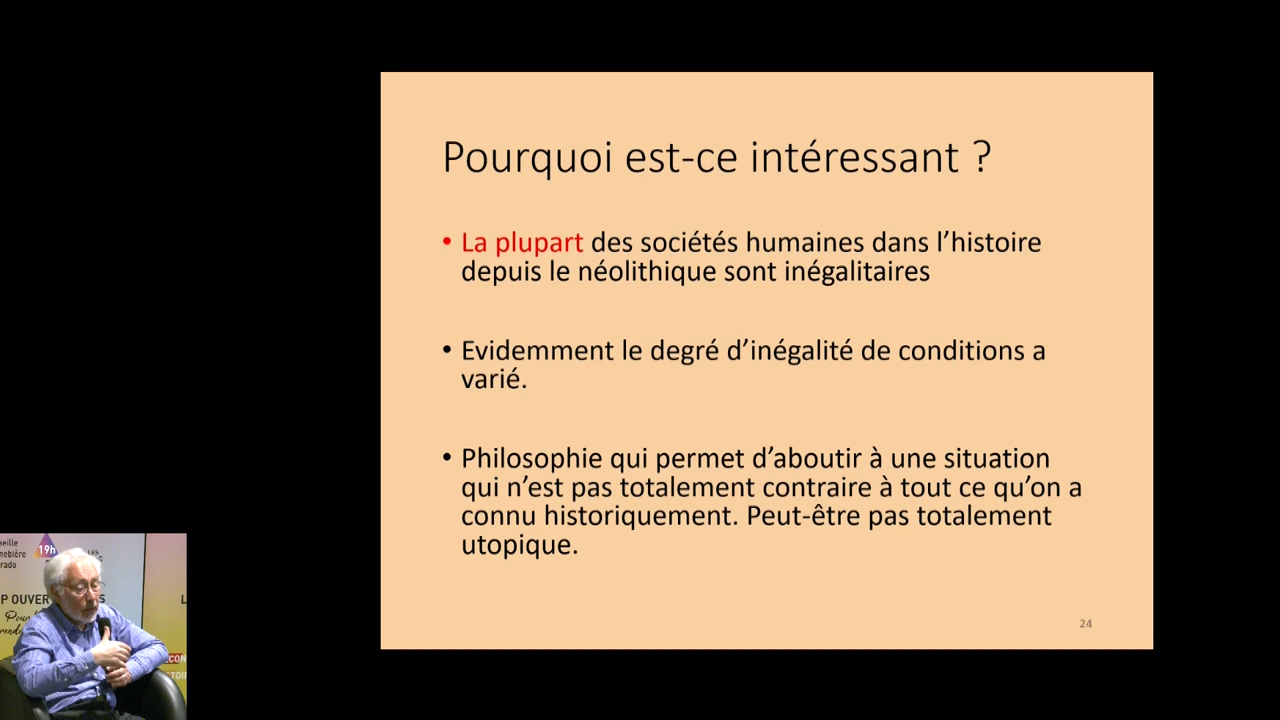 Pourquoi est-ce intéressant ?
• La plupart des sociétés humaines dans l’histoire
depuis le néolithique sont inégalitaires
• Evidemment le degré d’inégalité de conditions a
varié.
• Philosophie qui permet d’aboutir à une situation
qui n’est pas totalement contraire à tout ce qu’on a
connu historiquement. Peut-être pas totalement
utopique.
24
19h
LES